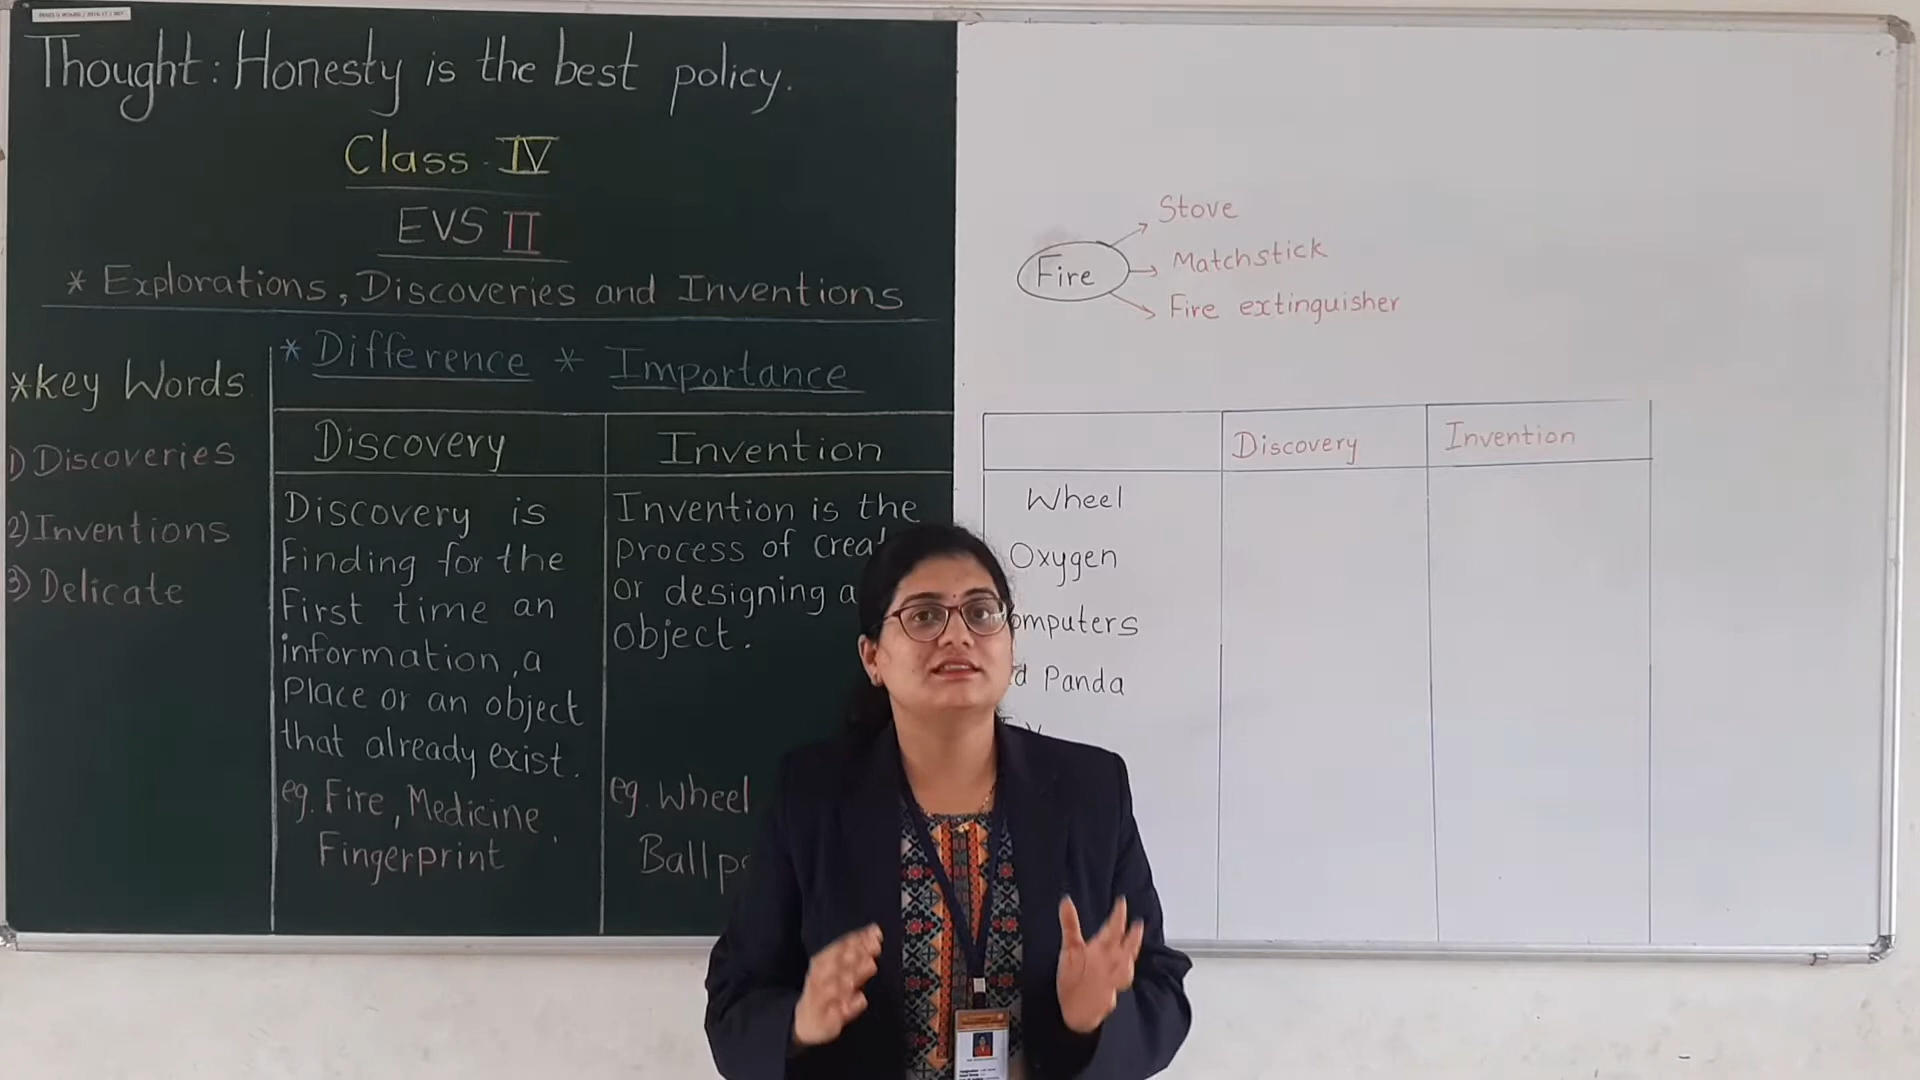 Thought: Honesty is the best policy.
Class - IV
EVS II
* Explorations, Discoveries and Inventions
* Key Words
1) Discoveries
2) Inventions
3) Delicate
* Difference * Importance
Discovery
Discovery is
Finding for the
First time an
information, a
Place or an object
that already exist.
eg. Fire, Medicine,
Fingerprint
Invention
Invention is the
process of
or designing a
object.
eg. Wheel
Fire
Stove
Matchstick
Fire extinguisher
Discovery Invention
Wheel
Oxygen
omputers
Panda